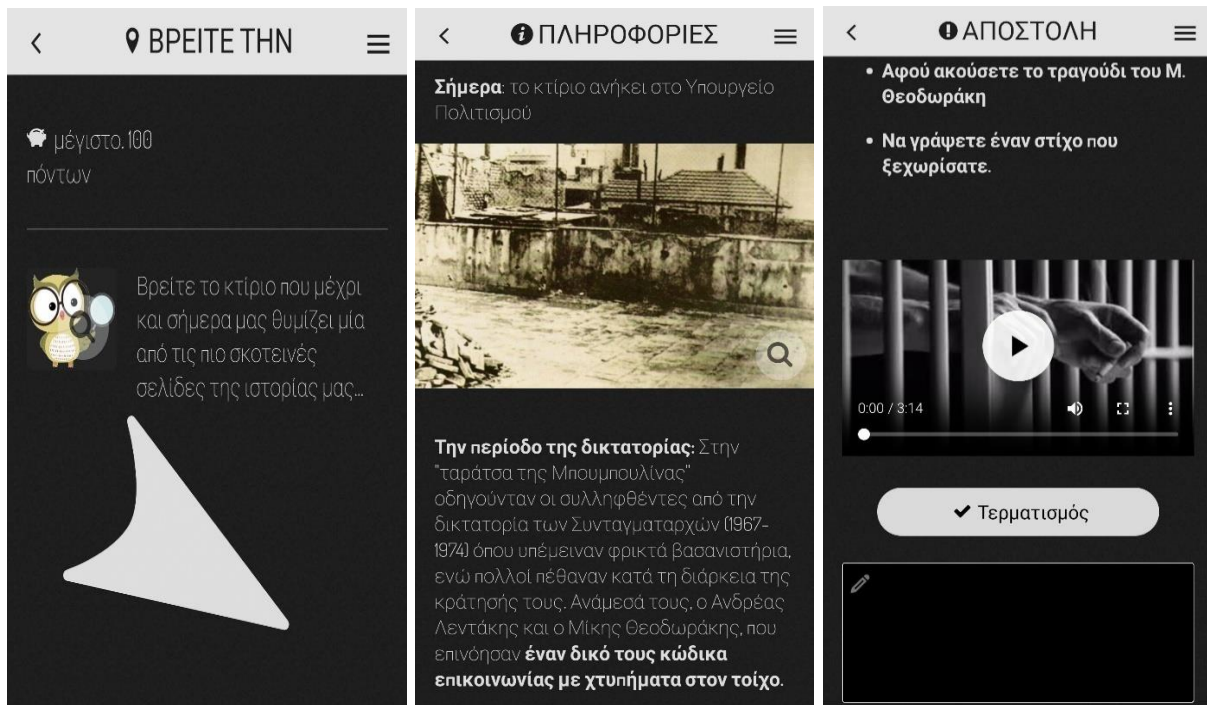 ΒΡΕΙΤΕ ΤΗΝ
μέγιστο. 100
πόντων
Βρείτε το κτίριο που μέχρι
και σήμερα μας θυμίζει μία
από τις πιο σκοτεινές
σελίδες της ιστορίας μας...
ΠΛΗΡΟΦΟΡΙΕΣ
Σήμερα: το κτίριο ανήκει στο Υπουργείο
Πολιτισμού
Την περίοδο της δικτατορίας: Στην
"ταράτσα της Μπουμπουλίνας"
οδηγούνταν οι συλληφθέντες από την
δικτατορία των Συνταγματαρχών (1967-
1974) όπου υπέμειναν φρικτά βασανιστήρια,
ενώ πολλοί πέθαναν κατά τη διάρκεια της
κράτησής τους. Ανάμεσά τους, ο Ανδρέας
Λεντάκης και ο Μίκης Θεοδωράκης, που
επινόησαν έναν δικό τους κώδικα
επικοινωνίας με χτυπήματα στον τοίχο.
ΑΠΟΣΤΟΛΗ
• Αφού ακούσετε το τραγούδι του Μ.
Θεοδωράκη
• Να γράψετε έναν στίχο που
ξεχωρίσατε.
0:00 / 3:14
Τερματισμός